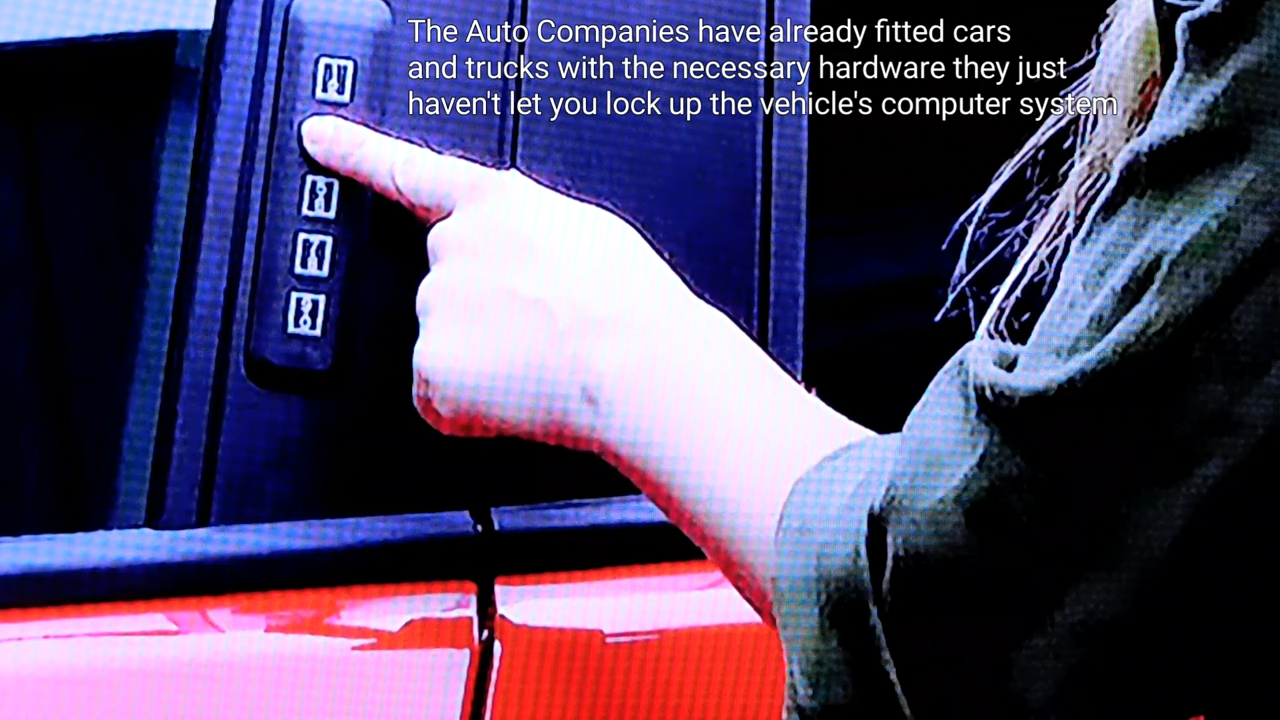 The Auto Companies have already fitted cars
and trucks with the necessary hardware they just
haven't let you lock up the vehicle's computer system